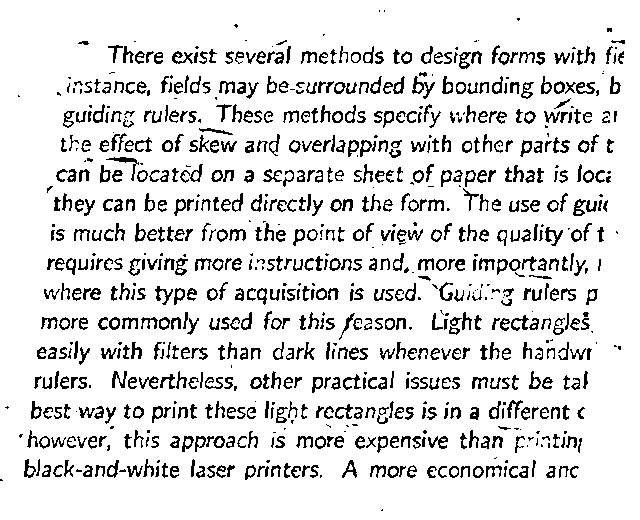 There exist several methods to design forms with fie
instance, fields may be surrounded by bounding boxes, b
guiding rulers. These methods specify where to write a
the effect of skew and overlapping with other parts of t
can be located on a separate sheet of paper that is loca
they can be printed directly on the form. The use of gui
is much better from the point of view of the quality of t
requires giving more instructions and, more importantly,
where this type of acquisition is used. Guiding rulers p
more commonly used for this reason. Light rectangles
easily with filters than dark lines whenever the handwr
rulers. Nevertheless, other practical issues must be tak
best way to print these light rectangles is in a different c
however, this approach is more expensive than printing
black-and-white laser printers. A more economical and